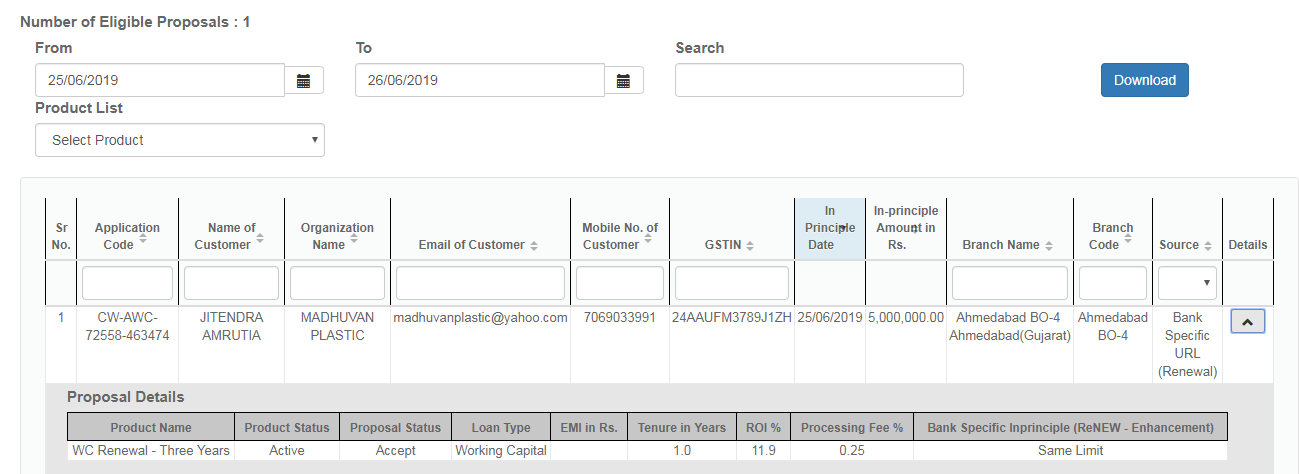 Number of Eligible Proposals : 1
From To Search
25/06/2019 26/06/2019 Download
Product List
Select Product
Sr No. Application Code Name of Customer Organization Name Email of Customer Mobile No. of Customer GSTIN In Principle Date In-principle Amount in Rs. Branch Name Branch Code Source Details
1 CW-AWC-72558-463474 JITENDRA AMRUTIA MADHUVAN PLASTIC madhuvanplastic@yahoo.com 7069033991 24AAUFM3789J1ZH 25/06/2019 5,000,000.00 Ahmedabad BO-4 Ahmedabad(Gujarat) Ahmedabad BO-4 Bank Specific URL (Renewal)
Proposal Details
Product Name Product Status Proposal Status Loan Type EMI in Rs. Tenure in Years ROI % Processing Fee % Bank Specific Inprinciple (ReNEW - Enhancement)
WC Renewal - Three Years Active Accept Working Capital 1.0 11.9 0.25 Same Limit